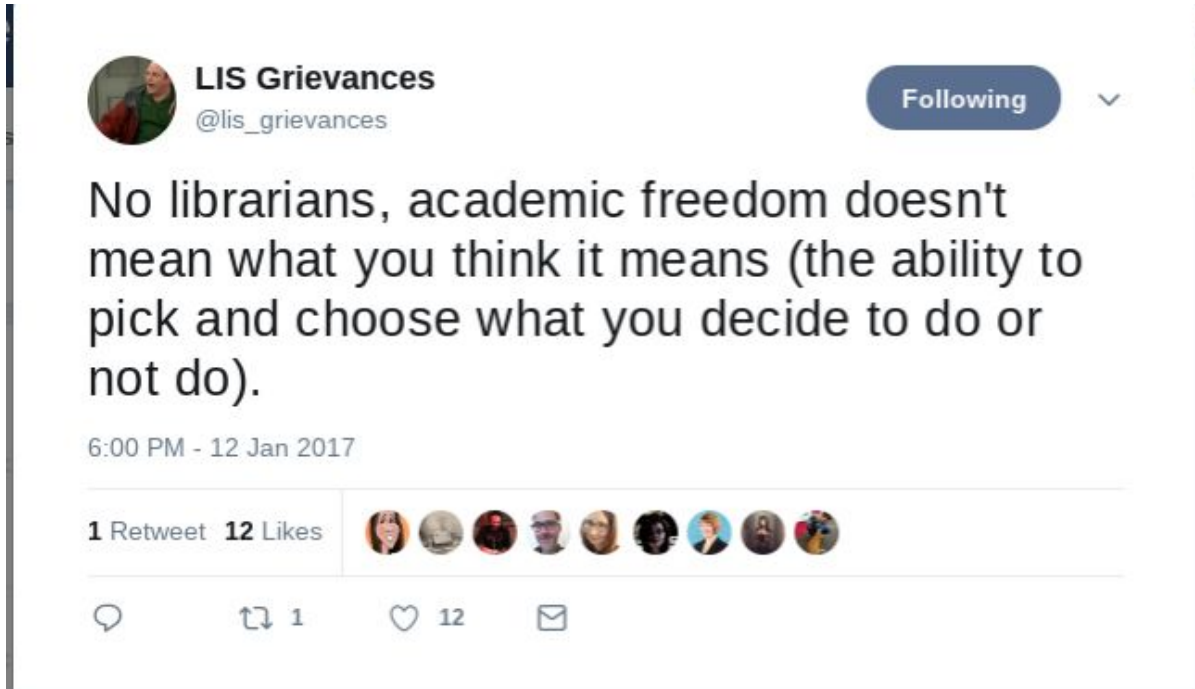 LIS Grievances
@lis_grievances
Following
No librarians, academic freedom doesn't
mean what you think it means (the ability to
pick and choose what you decide to do or
not do).
6:00 PM - 12 Jan 2017
1 Retweet 12 Likes
1 12